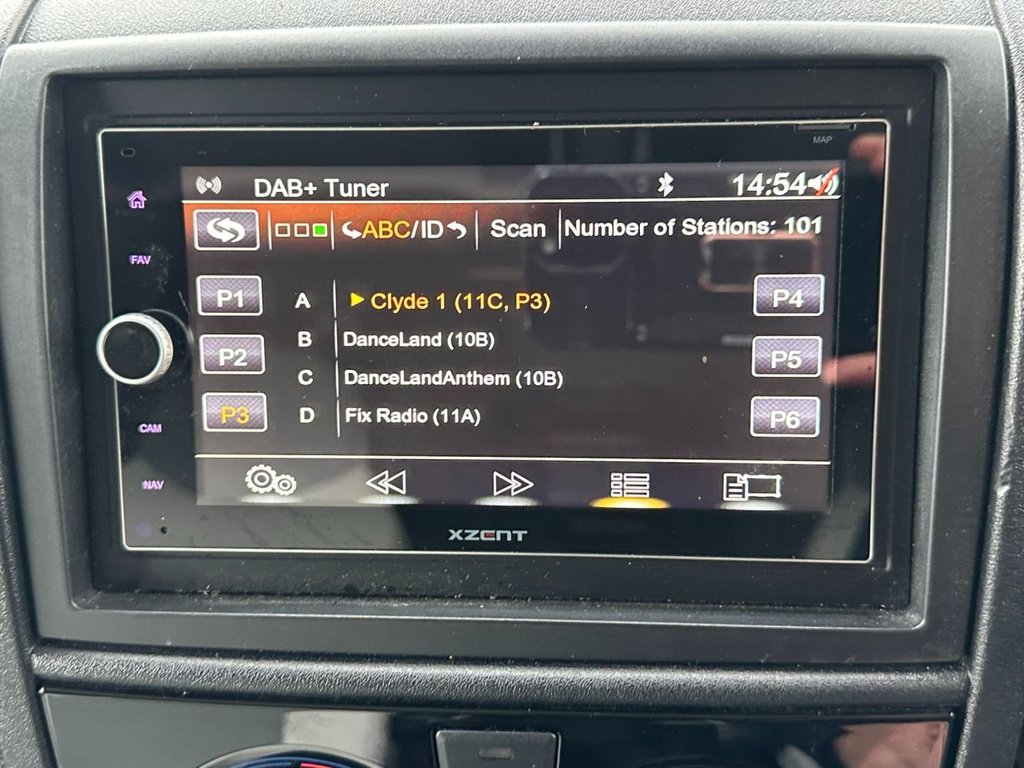 MAP
DAB+ Tuner 14:54
ABC/ID Scan Number of Stations: 101
FAV
P1 A Clyde 1 (11C, P3) P4
B DanceLand (10B)
P2 C DanceLandAnthem (10B) P5
P3 D Fix Radio (11A) P6
CAM
NAV
XZENT